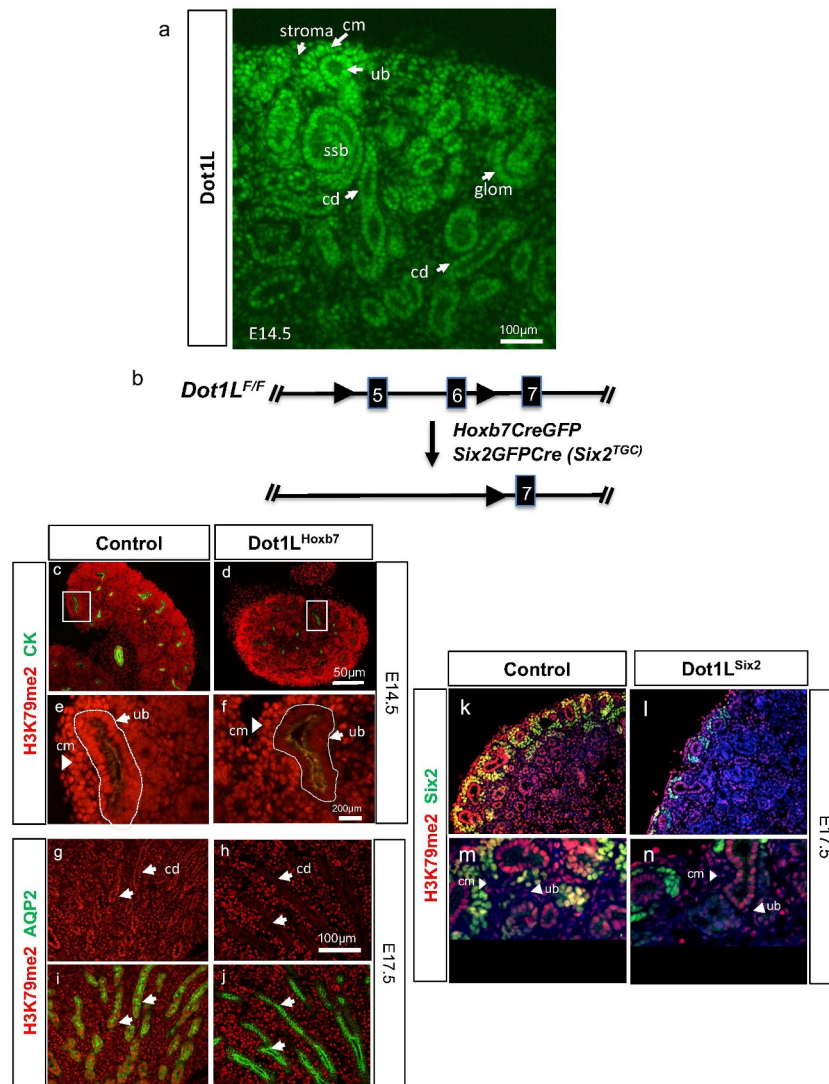 a
stroma
cm
ub
ssb
cd
glom
cd
Dot1L
E14.5
100µm
b
Dot1L^F/F
5
6
7
Hoxb7CreGFP
Six2GFPCre (Six2^TGC)
7
Control
Dot1L^Hoxb7
H3K79me2 CK
c
d
50µm
e
ub
cm
f
cm
ub
200µm
E14.5
H3K79me2 AQP2
g
cd
h
cd
100µm
i
j
E17.5
Control
Dot1L^Six2
H3K79me2 Six2
k
l
m
cm
ub
n
cm
ub
E17.5